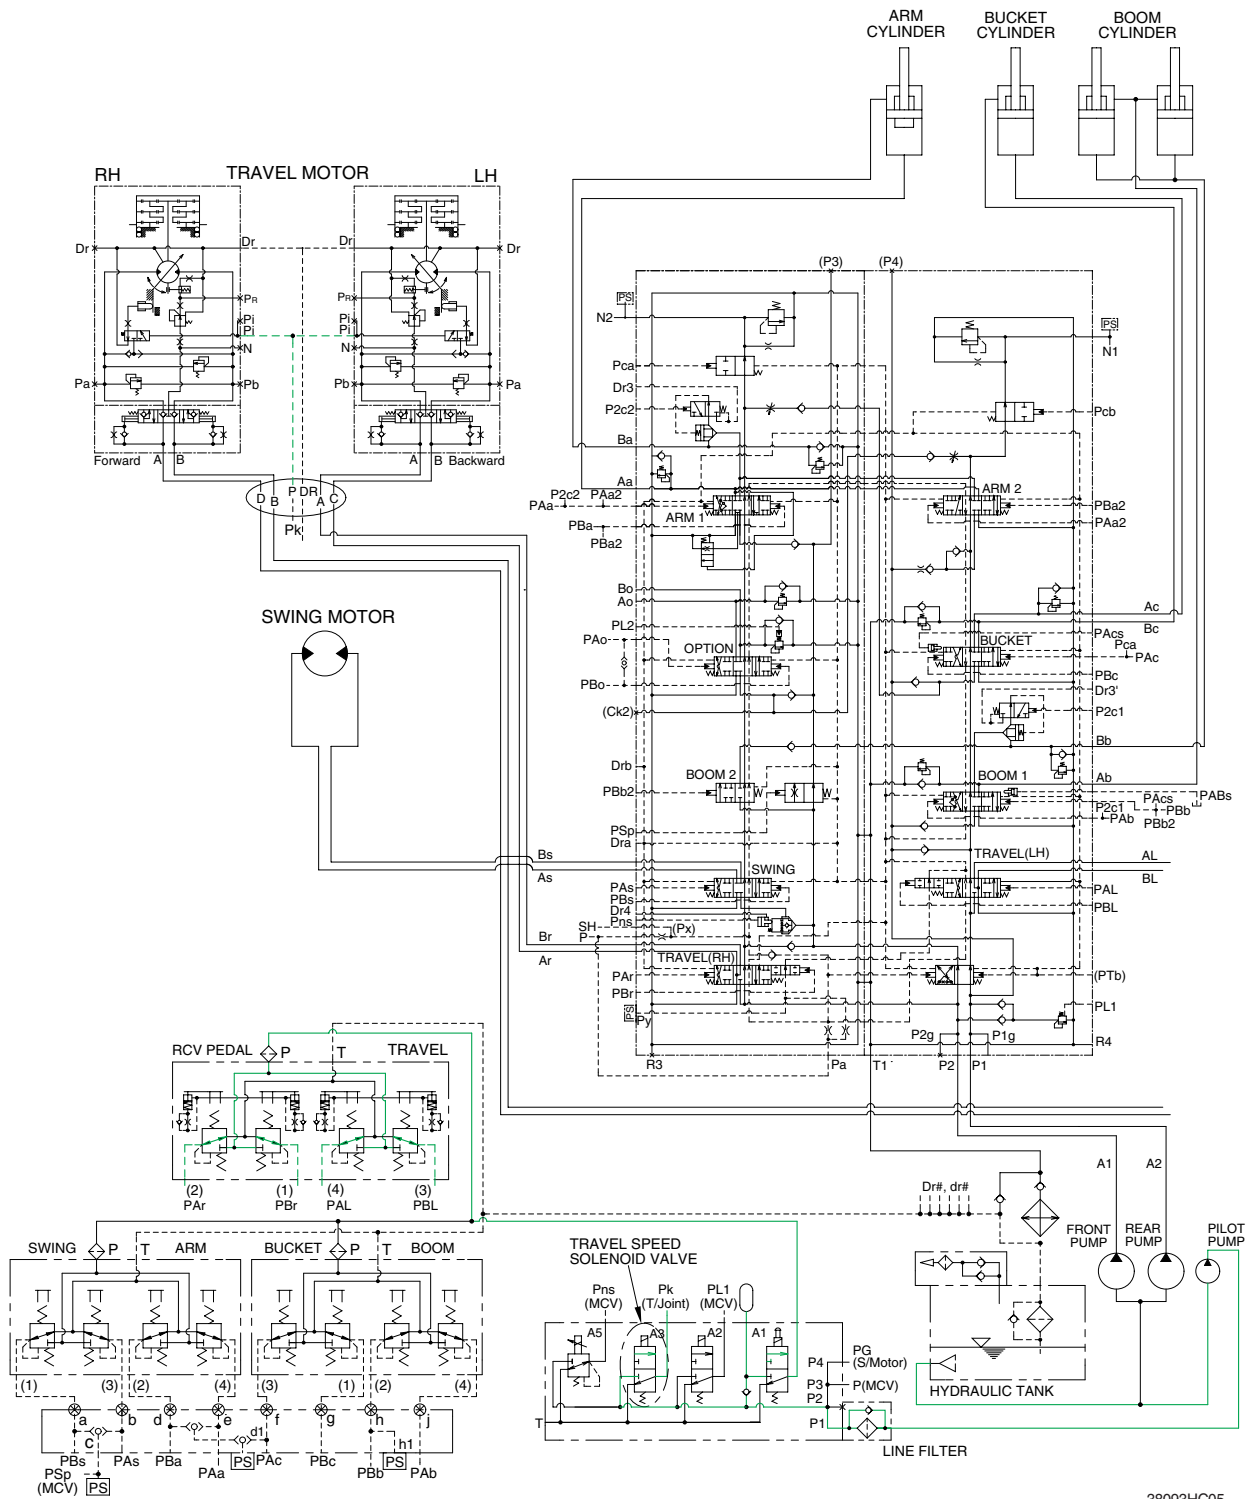 ARM CYLINDER
BUCKET CYLINDER
BOOM CYLINDER
RH TRAVEL MOTOR LH
Dr Dr Dr Dr
PR PR
Pi Pi
Pi Pi
N N
Pa Pb Pb Pa
Forward A B A B Backward
D B P DR A C
Pk
SWING MOTOR
(P3) (P4)
PS
N2
PS
N1
Pca
Dr3
P2c2
Pcb
Ba
Aa
P2c2 PAa2
PAa
ARM 1
PBa
PBa2
ARM 2
PBa2
PAa2
Bo
Ao
PL2
PAo
OPTION
PBo
(Ck2)
Ac
Bc
PAcs
Pca
BUCKET
PAc
PBc
Dr3'
P2c1
Bb
Drb
BOOM 2
PBb2
PSp
Dra
BOOM 1
Ab
PABs
PAcs
P2c1
PBb
PAb
PBb2
Bs
As
SWING
PAs
PBs
Dr4
Pns
SH
P
(Px)
TRAVEL(LH)
AL
BL
PAL
PBL
Br
Ar
TRAVEL(RH)
PAr
PBr
PS
Py
(PTb)
PL1
P2g P1g
R4
R3 Pa T1 P2 P1
RCV PEDAL P T TRAVEL
(2) (1) (4) (3)
PAr PBr PAL PBL
SWING P T ARM
BUCKET P T BOOM
(1) (3) (2) (4) (3) (1) (2) (4)
a b d e f g h j
c d1 h1
PBs PAs PBa PAa PS PAc PBc PBb PS PAb
PSp
(MCV) PS
TRAVEL SPEED
SOLENOID VALVE
Pns
(MCV)
Pk
(T/Joint)
PL1
(MCV)
A5 A3 A2 A1
T
P4
PG
(S/Motor)
P3 P(MCV)
P2
P1
LINE FILTER
Dr#, dr#
A1 A2
FRONT PUMP
REAR PUMP
PILOT PUMP
HYDRAULIC TANK